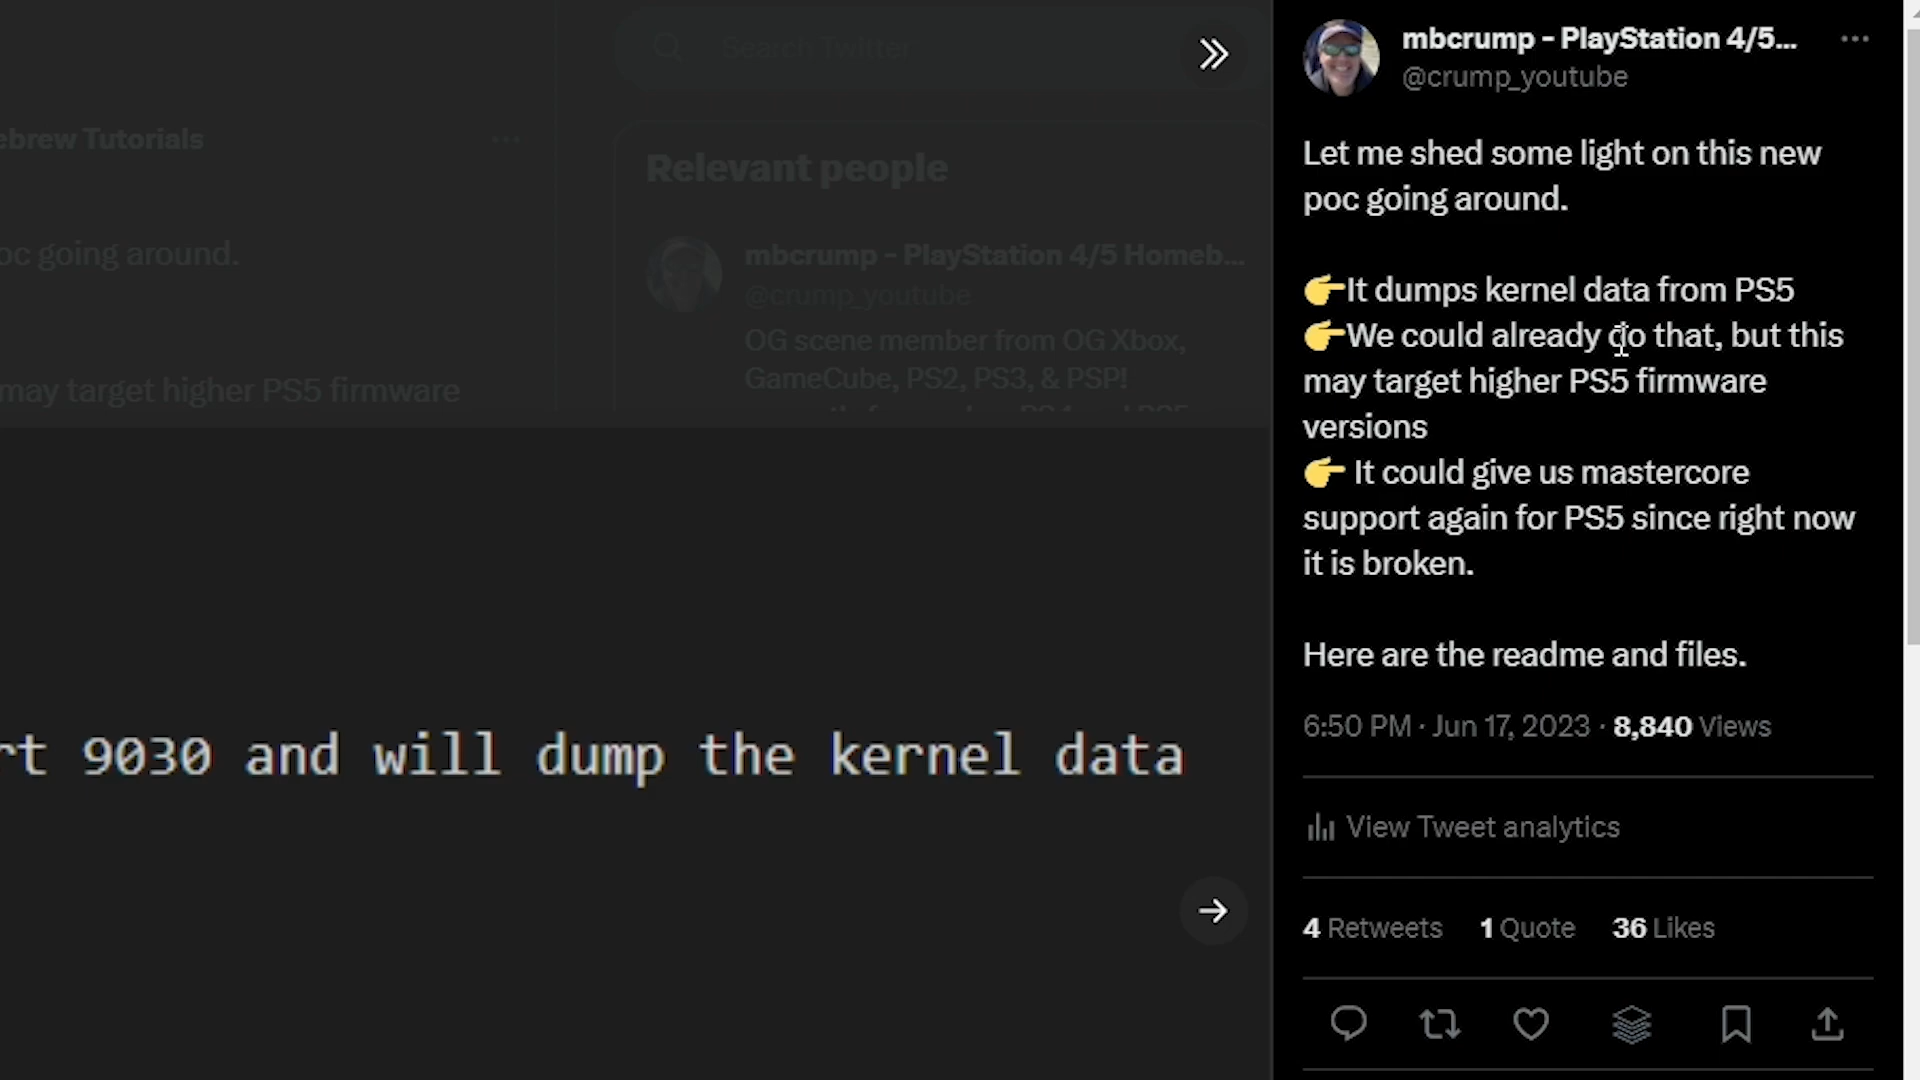 Search Twitter
ebrew Tutorials
Relevant people
oc going around.
mbcrump - PlayStation 4/5 Homeb...
@crump_youtube
OG scene member from OG Xbox,
GameCube, PS2, PS3, & PSP!
may target higher PS5 firmware
rt 9030 and will dump the kernel data
mbcrump - PlayStation 4/5...
@crump_youtube
Let me shed some light on this new
poc going around.
👉It dumps kernel data from PS5
👉We could already do that, but this
may target higher PS5 firmware
versions
👉 It could give us mastercore
support again for PS5 since right now
it is broken.
Here are the readme and files.
6:50 PM · Jun 17, 2023 · 8,840 Views
View Tweet analytics
4 Retweets 1 Quote 36 Likes